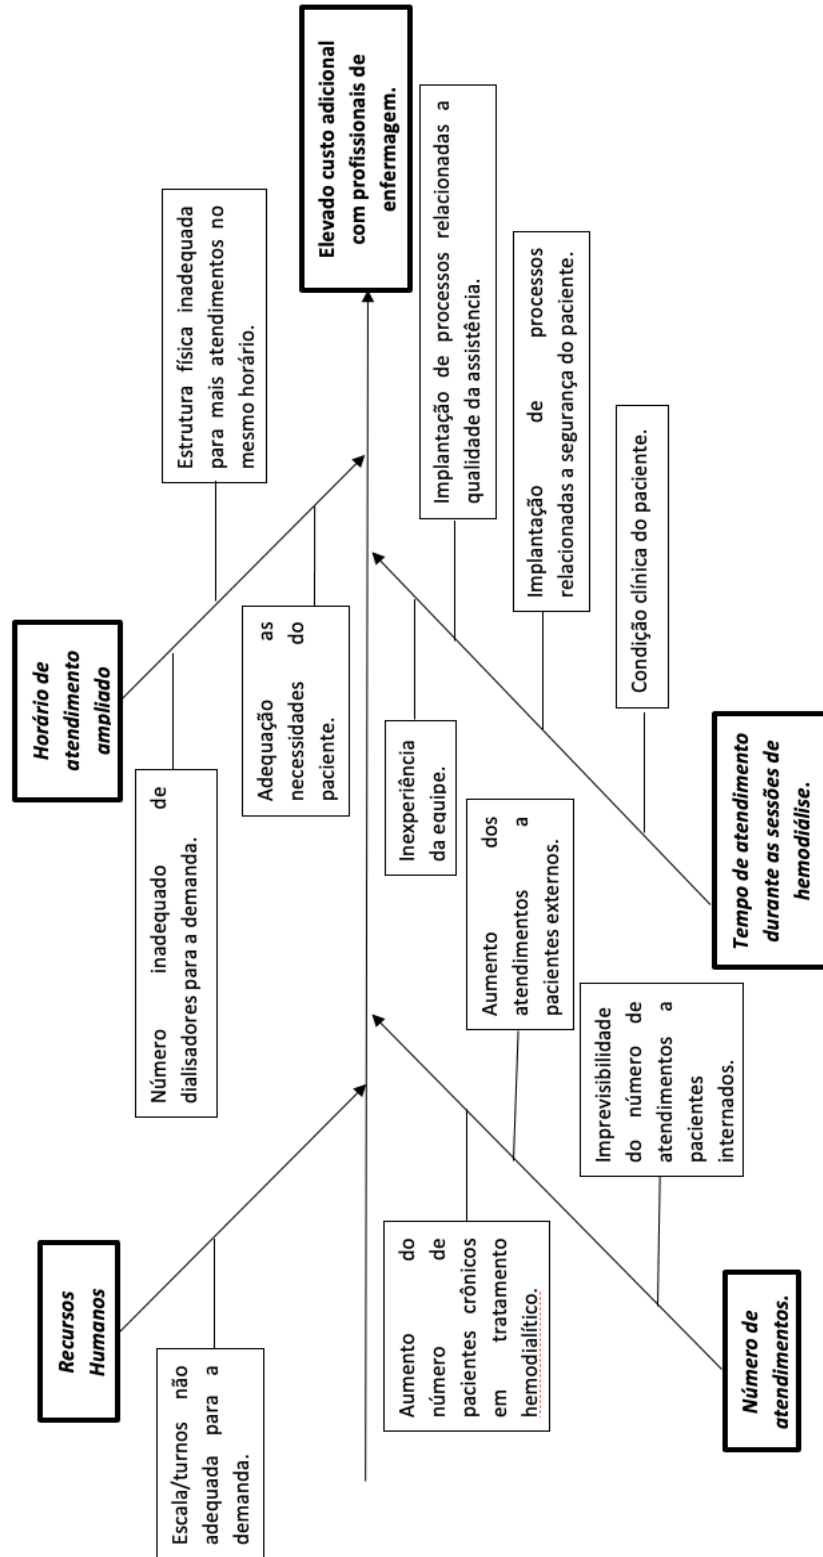 Recursos
Humanos
Escala/turnos não
adequada para a
demanda.
Horário de
atendimento
ampliado
Número inadequado de
dialisadores para a demanda.
Estrutura física inadequada
para mais atendimentos no
mesmo horário.
Adequação as
necessidades do
paciente.
Elevado custo adicional
com profissionais de
enfermagem.
Aumento do
número de
pacientes crônicos
em tratamento
hemodialítico.
Aumento dos
atendimentos a
pacientes externos.
Imprevisibilidade
do número de
atendimentos a
pacientes
internados.
Número de
atendimentos.
Inexperiência
da equipe.
Implantação de processos relacionadas a
qualidade da assistência.
Implantação de processos
relacionadas a segurança do paciente.
Condição clínica do paciente.
Tempo de atendimento
durante as sessões de
hemodiálise.